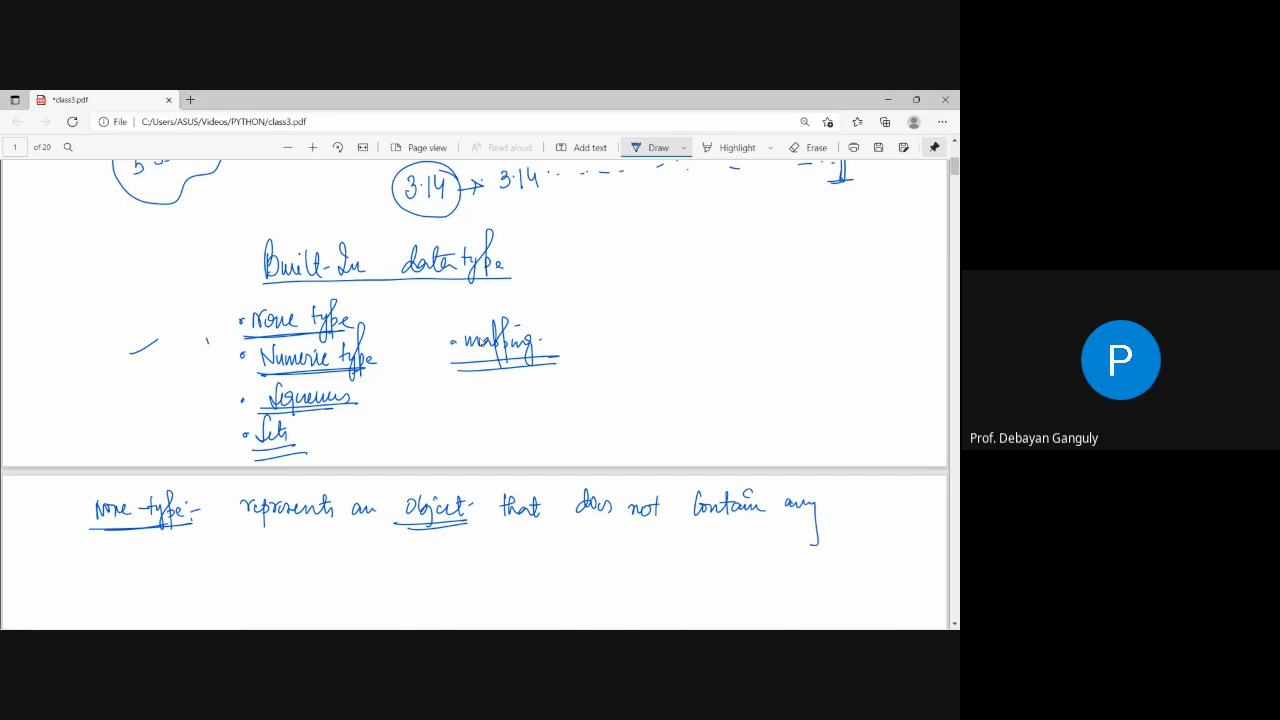 *class3.pdf
File C:/Users/ASUS/Videos/PYTHON/class3.pdf
1 of 20 Page view Read aloud Add text Draw Highlight Erase
3.14 → 3.14
Built-In data type
• None type
• mapping.
• Numeric type
• Sets
None type:- represents an object that does not contain any
P
Prof. Debayan Ganguly